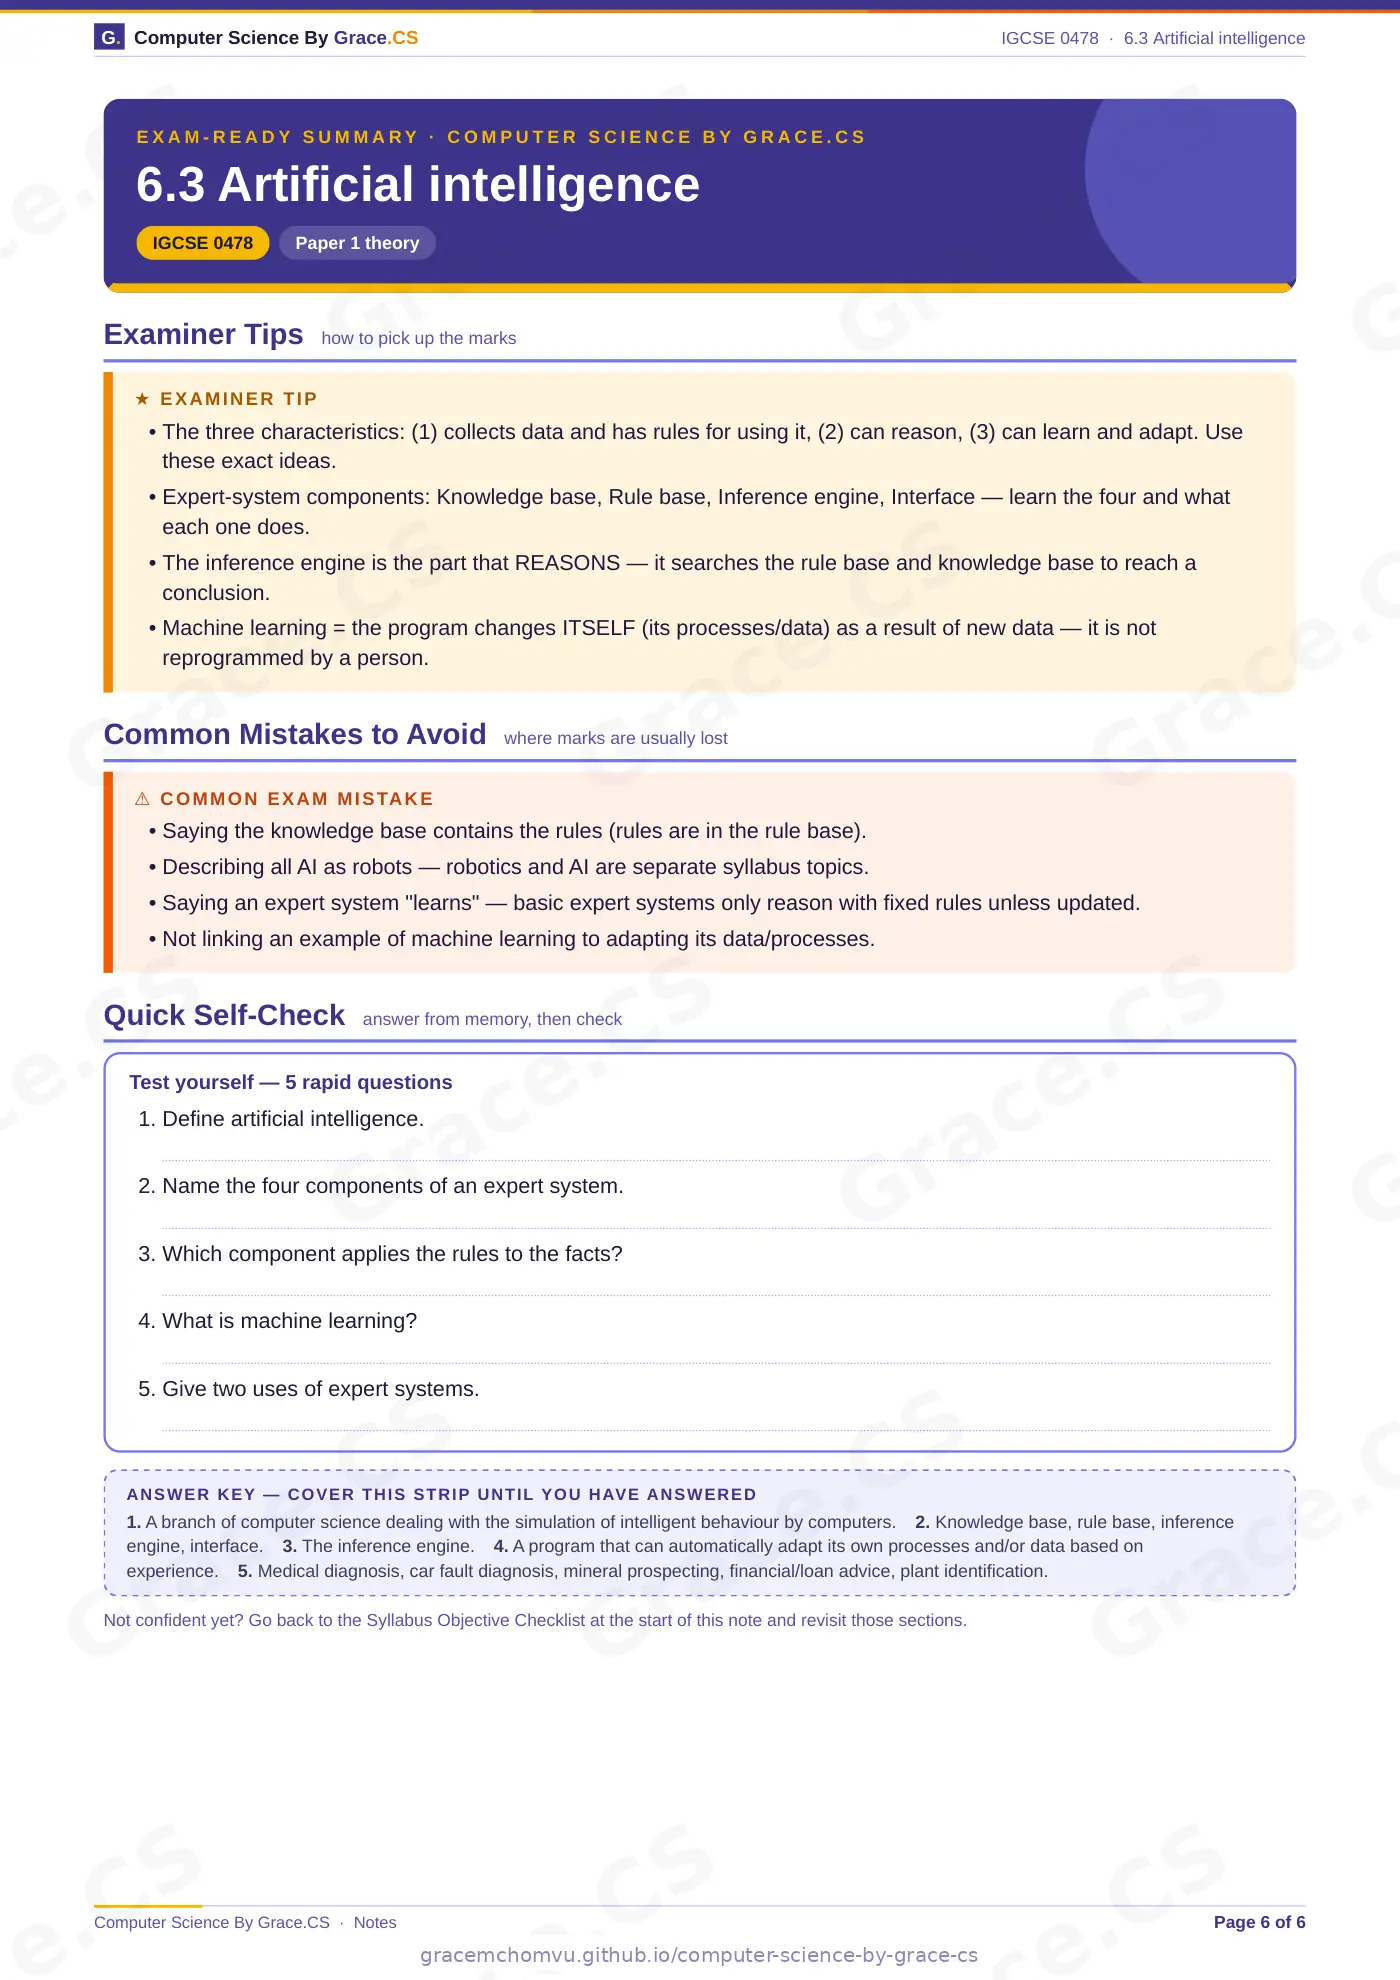 G. Computer Science By Grace.CS
IGCSE 0478 · 6.3 Artificial intelligence
EXAM-READY SUMMARY · COMPUTER SCIENCE BY GRACE.CS
6.3 Artificial intelligence
IGCSE 0478 Paper 1 theory
Examiner Tips how to pick up the marks
★ EXAMINER TIP
• The three characteristics: (1) collects data and has rules for using it, (2) can reason, (3) can learn and adapt. Use
these exact ideas.
• Expert-system components: Knowledge base, Rule base, Inference engine, Interface — learn the four and what
each one does.
• The inference engine is the part that REASONS — it searches the rule base and knowledge base to reach a
conclusion.
• Machine learning = the program changes ITSELF (its processes/data) as a result of new data — it is not
reprogrammed by a person.
Common Mistakes to Avoid where marks are usually lost
⚠ COMMON EXAM MISTAKE
• Saying the knowledge base contains the rules (rules are in the rule base).
• Describing all AI as robots — robotics and AI are separate syllabus topics.
• Saying an expert system "learns" — basic expert systems only reason with fixed rules unless updated.
• Not linking an example of machine learning to adapting its data/processes.
Quick Self-Check answer from memory, then check
Test yourself — 5 rapid questions
1. Define artificial intelligence.
2. Name the four components of an expert system.
3. Which component applies the rules to the facts?
4. What is machine learning?
5. Give two uses of expert systems.
ANSWER KEY — COVER THIS STRIP UNTIL YOU HAVE ANSWERED
1. A branch of computer science dealing with the simulation of intelligent behaviour by computers. 2. Knowledge base, rule base, inference
engine, interface. 3. The inference engine. 4. A program that can automatically adapt its own processes and/or data based on
experience. 5. Medical diagnosis, car fault diagnosis, mineral prospecting, financial/loan advice, plant identification.
Not confident yet? Go back to the Syllabus Objective Checklist at the start of this note and revisit those sections.
Computer Science By Grace.CS · Notes
Page 6 of 6
gracemchomvu.github.io/computer-science-by-grace-cs